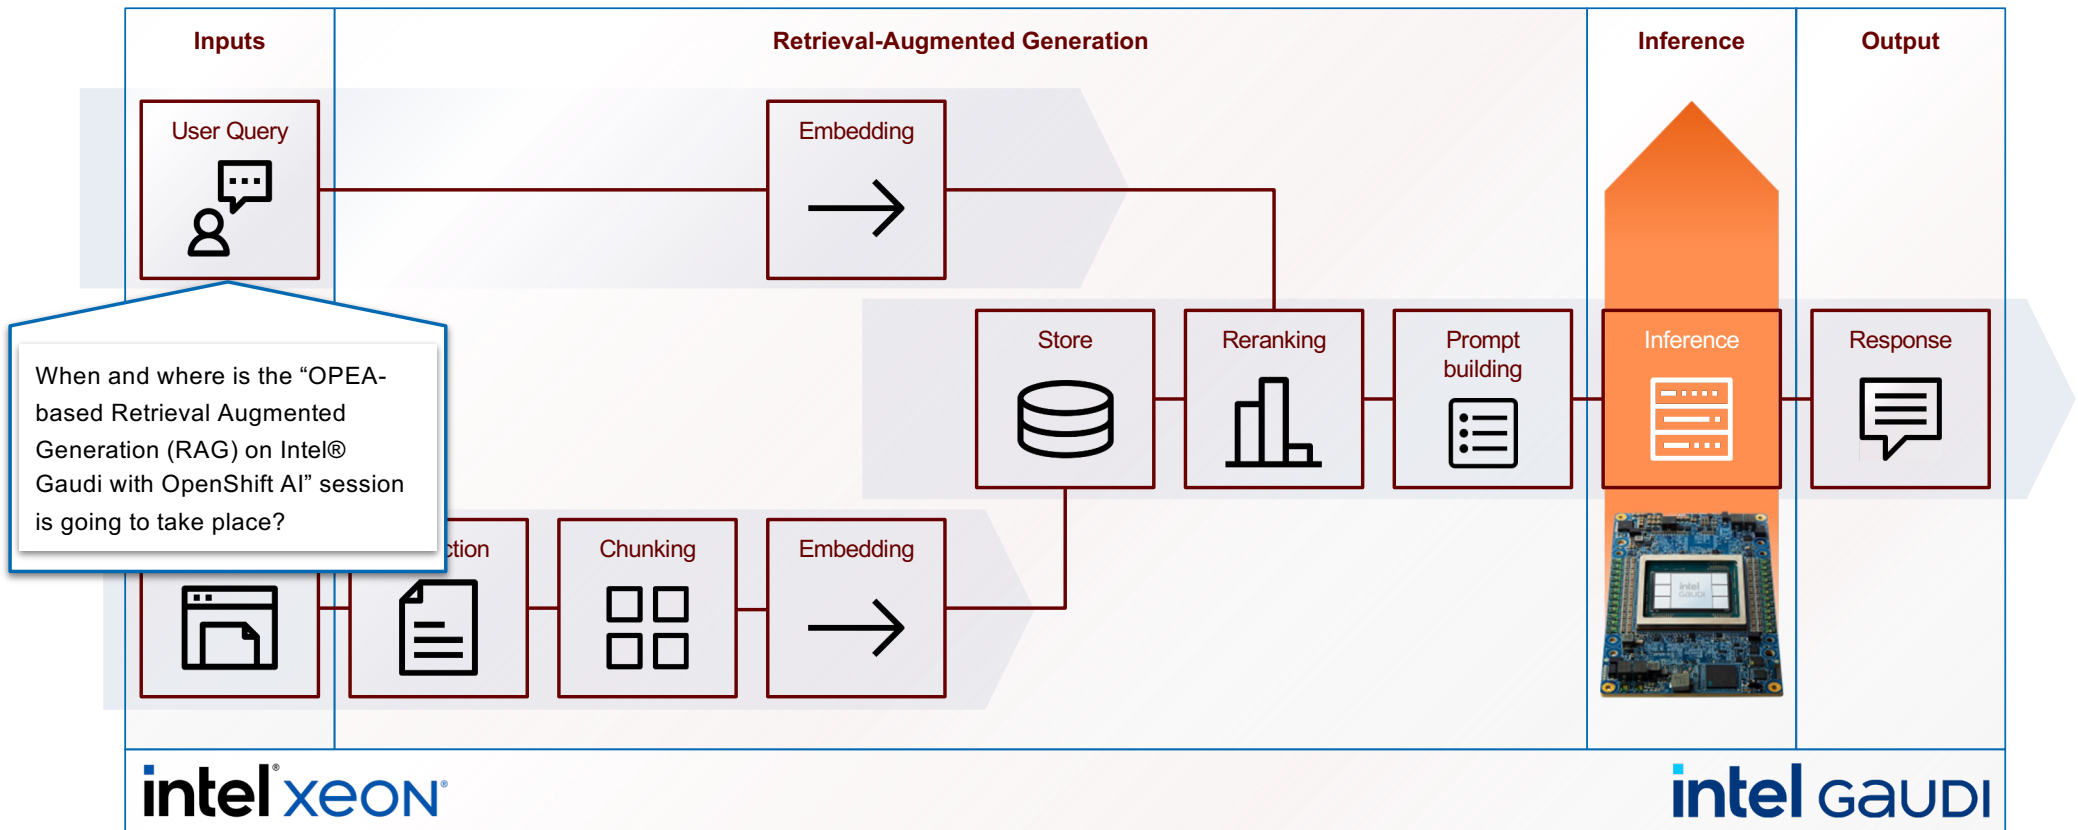 Inputs
Retrieval-Augmented Generation
Inference
Output
User Query
Embedding
When and where is the “OPEA-
based Retrieval Augmented
Generation (RAG) on Intel®
Gaudi with OpenShift AI” session
is going to take place?
Store
Reranking
Prompt
building
Inference
Response
ction
Chunking
Embedding
intel
GAUDI
intel® xeon®
intel GAUDI